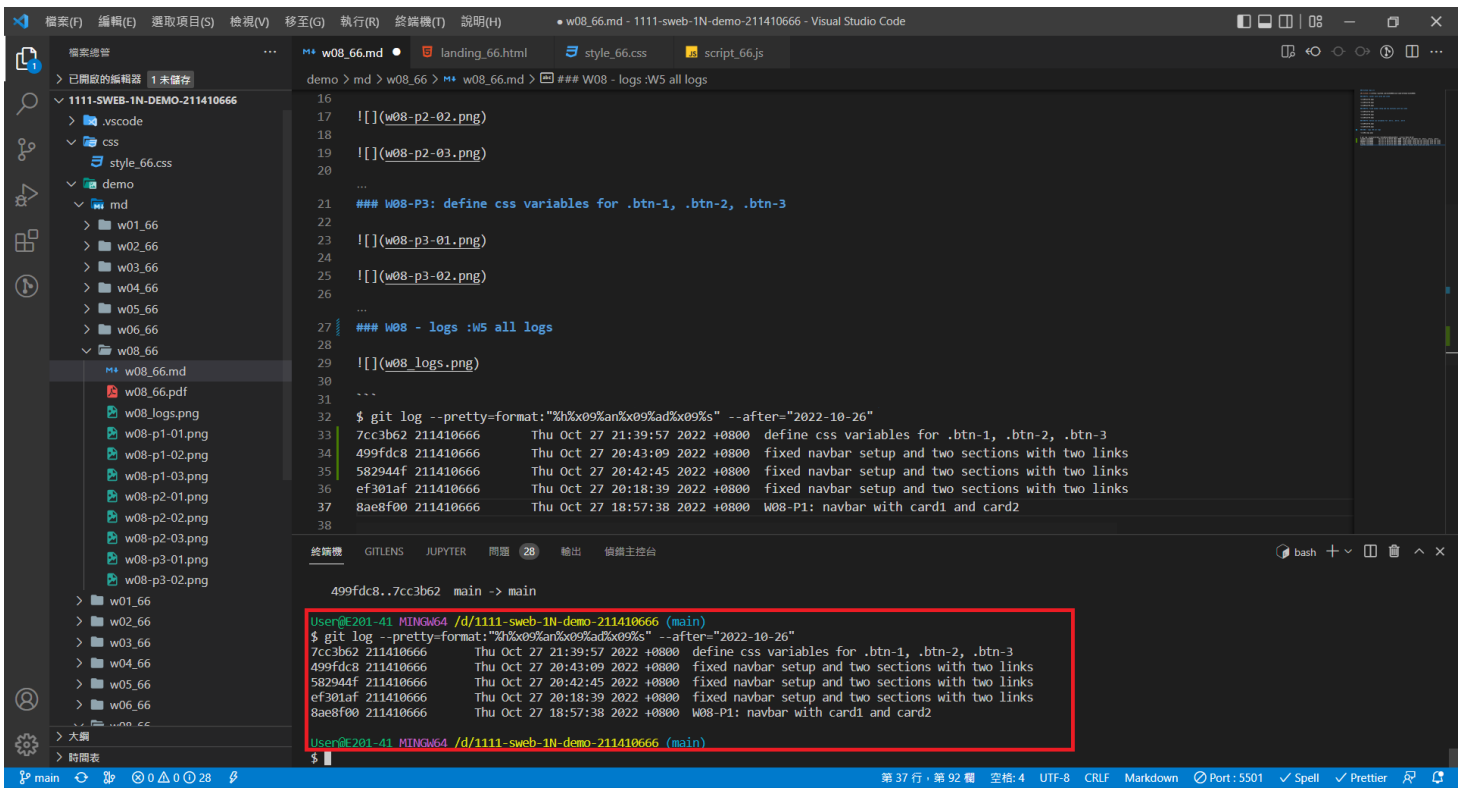 檔案(F) 編輯(E) 選取項目(S) 檢視(V) 移至(G) 執行(R) 終端機(T) 說明(H) ● w08_66.md - 1111-sweb-1N-demo-211410666 - Visual Studio Code
檔案總管 ···
> 已開啟的編輯器 1 未儲存
1111-SWEB-1N-DEMO-211410666
.vscode
css
style_66.css
demo
md
w01_66
w02_66
w03_66
w04_66
w05_66
w06_66
w08_66
w08_66.md
w08_66.pdf
w08_logs.png
w08-p1-01.png
w08-p1-02.png
w08-p1-03.png
w08-p2-01.png
w08-p2-02.png
w08-p2-03.png
w08-p3-01.png
w08-p3-02.png
w01_66
w02_66
w03_66
w04_66
w05_66
w06_66
w08_66
> 大綱
> 時間表
w08_66.md ● landing_66.html style_66.css script_66.js
demo > md > w08_66 > w08_66.md > ### W08 - logs :W5 all logs
16
17 ![](w08-p2-02.png)
18
19 ![](w08-p2-03.png)
20
...
21 ### W08-P3: define css variables for .btn-1, .btn-2, .btn-3
22
23 ![](w08-p3-01.png)
24
25 ![](w08-p3-02.png)
26
...
27 ### W08 - logs :W5 all logs
28
29 ![](w08_logs.png)
30
31 ```
32 $ git log --pretty=format:"%h%x09%an%x09%ad%x09%s" --after="2022-10-26"
33 7cc3b62 211410666 Thu Oct 27 21:39:57 2022 +0800 define css variables for .btn-1, .btn-2, .btn-3
34 499fdc8 211410666 Thu Oct 27 20:43:09 2022 +0800 fixed navbar setup and two sections with two links
35 582944f 211410666 Thu Oct 27 20:42:45 2022 +0800 fixed navbar setup and two sections with two links
36 ef301af 211410666 Thu Oct 27 20:18:39 2022 +0800 fixed navbar setup and two sections with two links
37 8ae8f00 211410666 Thu Oct 27 18:57:38 2022 +0800 W08-P1: navbar with card1 and card2
38
終端機 GITLENS JUPYTER 問題 28 輸出 偵錯主控台 bash
499fdc8..7cc3b62 main -> main
User@E201-41 MINGW64 /d/1111-sweb-1N-demo-211410666 (main)
$ git log --pretty=format:"%h%x09%an%x09%ad%x09%s" --after="2022-10-26"
7cc3b62 211410666 Thu Oct 27 21:39:57 2022 +0800 define css variables for .btn-1, .btn-2, .btn-3
499fdc8 211410666 Thu Oct 27 20:43:09 2022 +0800 fixed navbar setup and two sections with two links
582944f 211410666 Thu Oct 27 20:42:45 2022 +0800 fixed navbar setup and two sections with two links
ef301af 211410666 Thu Oct 27 20:18:39 2022 +0800 fixed navbar setup and two sections with two links
8ae8f00 211410666 Thu Oct 27 18:57:38 2022 +0800 W08-P1: navbar with card1 and card2
User@E201-41 MINGW64 /d/1111-sweb-1N-demo-211410666 (main)
$
main 0 0 28 第 37 行，第 92 欄 空格: 4 UTF-8 CRLF Markdown Port : 5501 Spell Prettier